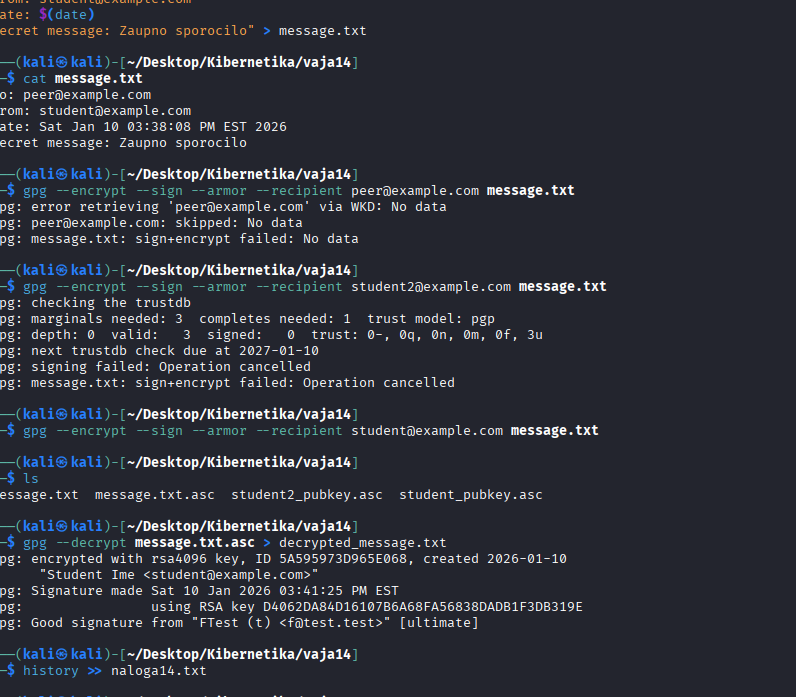 rom: student@example.com
ate: $(date)
ecret message: Zaupno sporocilo" > message.txt
──(kali㉿kali)-[~/Desktop/Kibernetika/vaja14]
─$ cat message.txt
o: peer@example.com
rom: student@example.com
ate: Sat Jan 10 03:38:08 PM EST 2026
ecret message: Zaupno sporocilo
──(kali㉿kali)-[~/Desktop/Kibernetika/vaja14]
─$ gpg --encrypt --sign --armor --recipient peer@example.com message.txt
pg: error retrieving 'peer@example.com' via WKD: No data
pg: peer@example.com: skipped: No data
pg: message.txt: sign+encrypt failed: No data
──(kali㉿kali)-[~/Desktop/Kibernetika/vaja14]
─$ gpg --encrypt --sign --armor --recipient student2@example.com message.txt
pg: checking the trustdb
pg: marginals needed: 3  completes needed: 1  trust model: pgp
pg: depth: 0  valid:   3  signed:   0  trust: 0-, 0q, 0n, 0m, 0f, 3u
pg: next trustdb check due at 2027-01-10
pg: signing failed: Operation cancelled
pg: message.txt: sign+encrypt failed: Operation cancelled
──(kali㉿kali)-[~/Desktop/Kibernetika/vaja14]
─$ gpg --encrypt --sign --armor --recipient student@example.com message.txt
──(kali㉿kali)-[~/Desktop/Kibernetika/vaja14]
─$ ls
essage.txt  message.txt.asc  student2_pubkey.asc  student_pubkey.asc
──(kali㉿kali)-[~/Desktop/Kibernetika/vaja14]
─$ gpg --decrypt message.txt.asc > decrypted_message.txt
pg: encrypted with rsa4096 key, ID 5A595973D965E068, created 2026-01-10
      "Student Ime <student@example.com>"
pg: Signature made Sat 10 Jan 2026 03:41:25 PM EST
pg:                using RSA key D4062DA84D16107B6A68FA56838DADB1F3DB319E
pg: Good signature from "FTest (t) <f@test.test>" [ultimate]
──(kali㉿kali)-[~/Desktop/Kibernetika/vaja14]
─$ history >> naloga14.txt